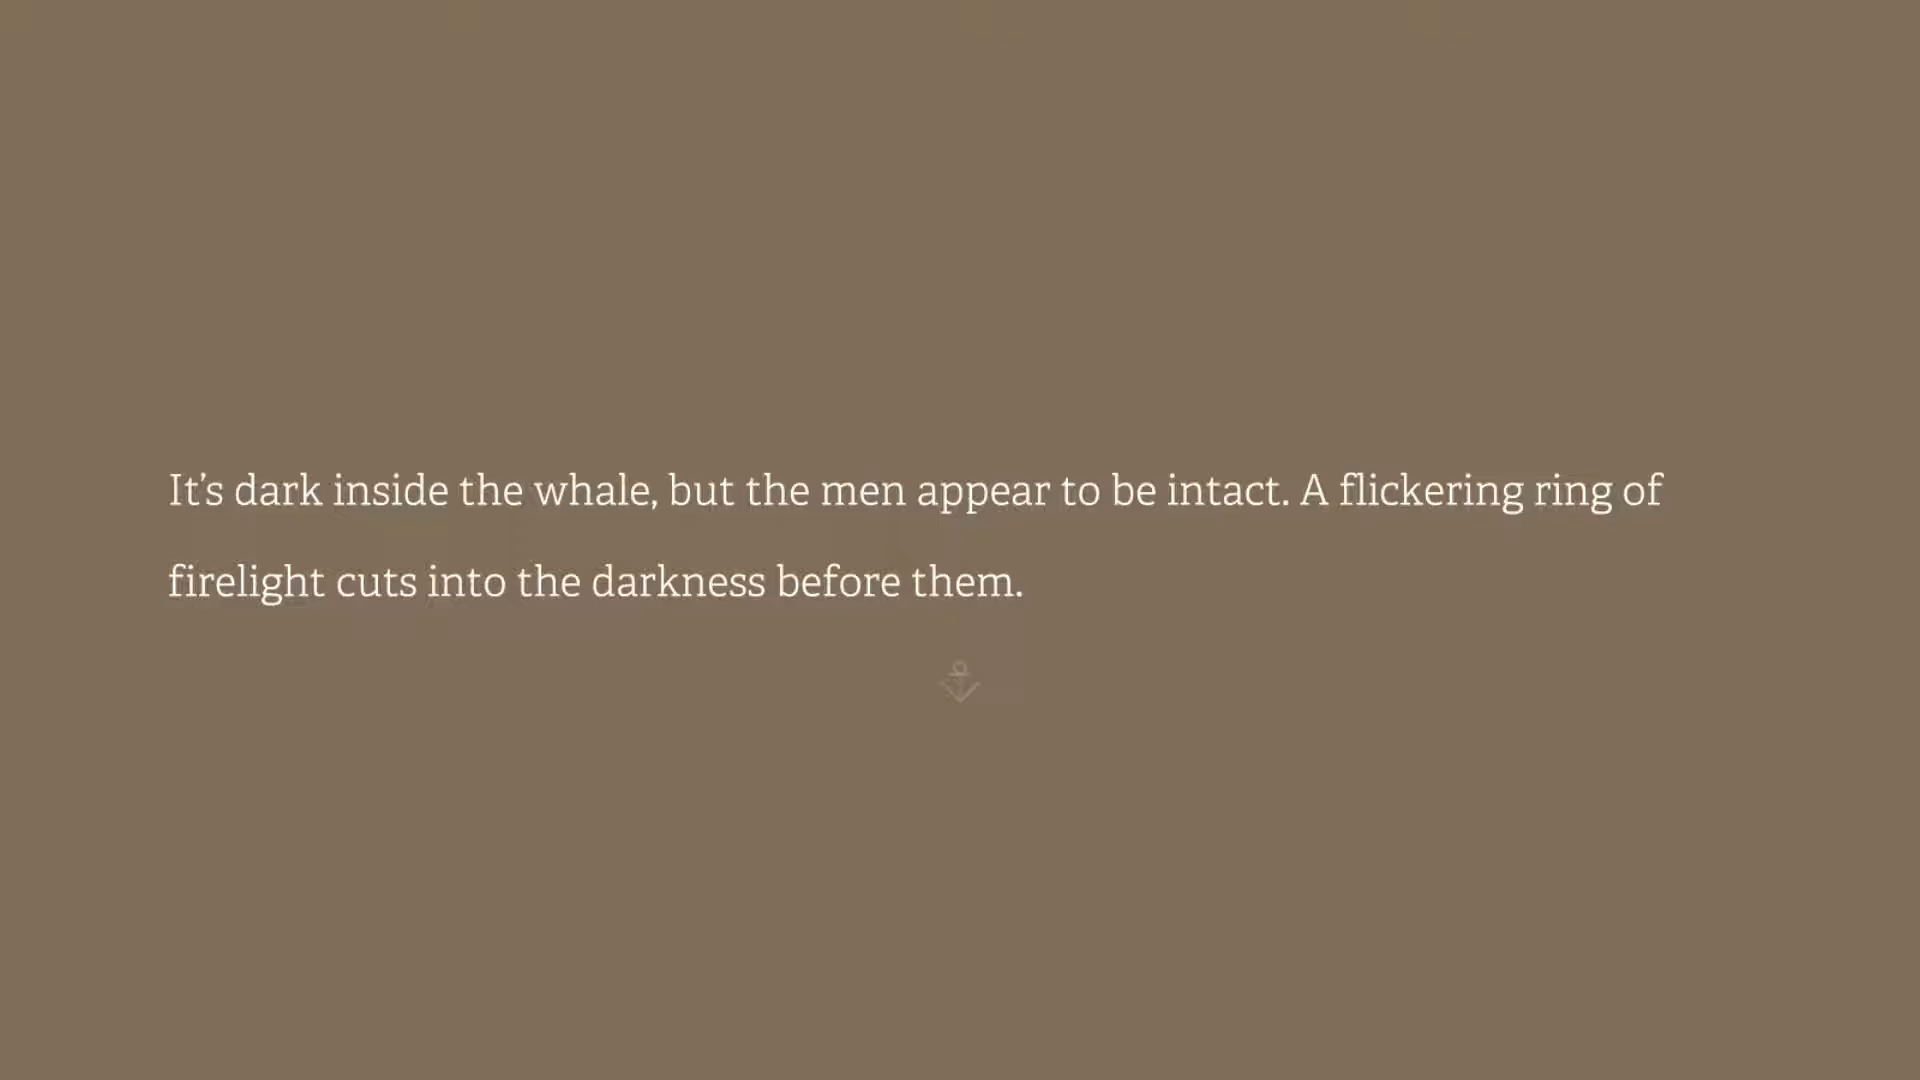 It’s dark inside the whale, but the men appear to be intact. A flickering ring of
firelight cuts into the darkness before them.